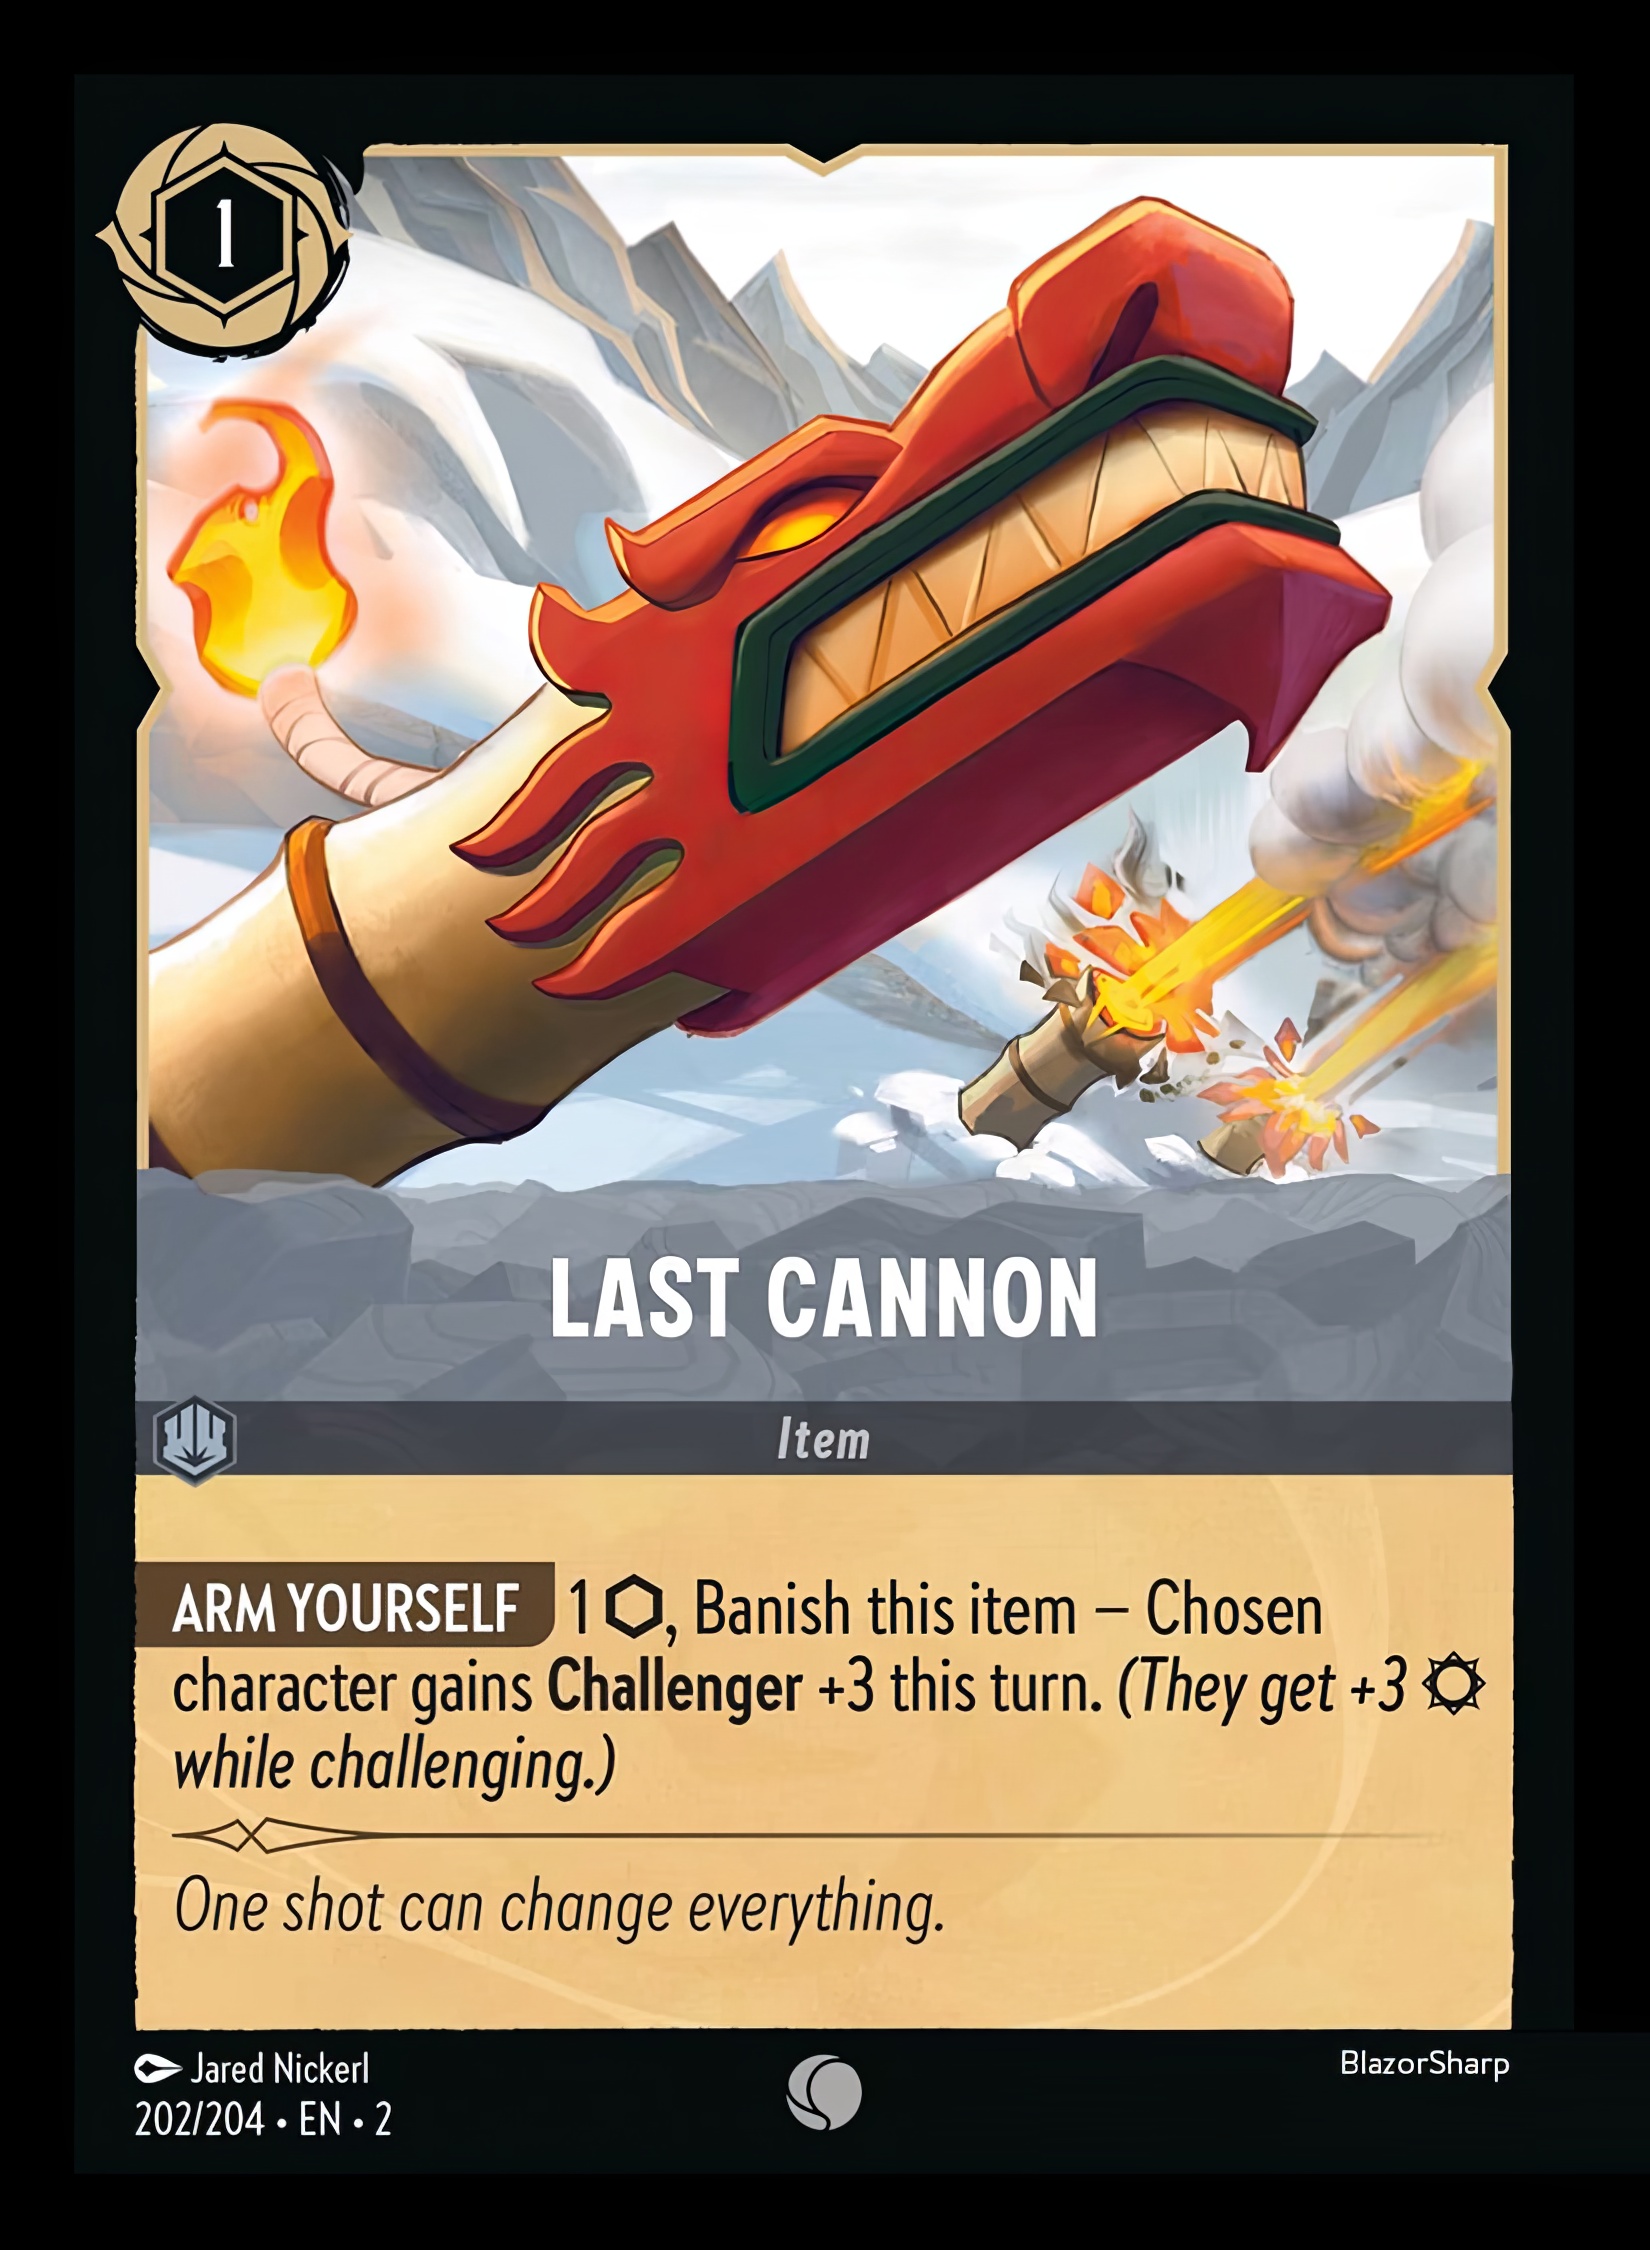 1
LAST CANNON
Item
ARM YOURSELF 1 ⬡, Banish this item – Chosen
character gains Challenger +3 this turn. (They get +3 ¤
while challenging.)
One shot can change everything.
Jared Nickerl
BlazorSharp
202/204 • EN • 2